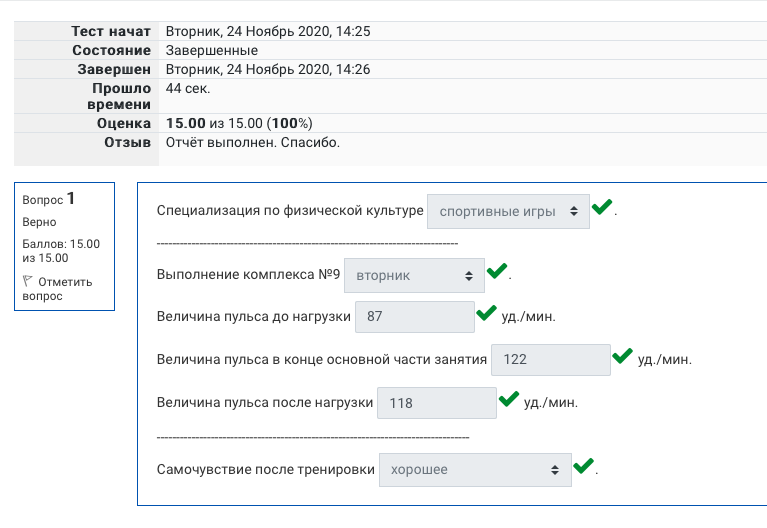 Тест начат Вторник, 24 Ноябрь 2020, 14:25
Состояние Завершенные
Завершен Вторник, 24 Ноябрь 2020, 14:26
Прошло времени 44 сек.
Оценка 15.00 из 15.00 (100%)
Отзыв Отчёт выполнен. Спасибо.
Вопрос 1
Верно
Баллов: 15.00
из 15.00
Отметить
вопрос
Специализация по физической культуре спортивные игры .
----------------------------------------------------------------------------
Выполнение комплекса №9 вторник .
Величина пульса до нагрузки 87 уд./мин.
Величина пульса в конце основной части занятия 122 уд./мин.
Величина пульса после нагрузки 118 уд./мин.
-------------------------------------------------------------------------------
Самочувствие после тренировки хорошее .